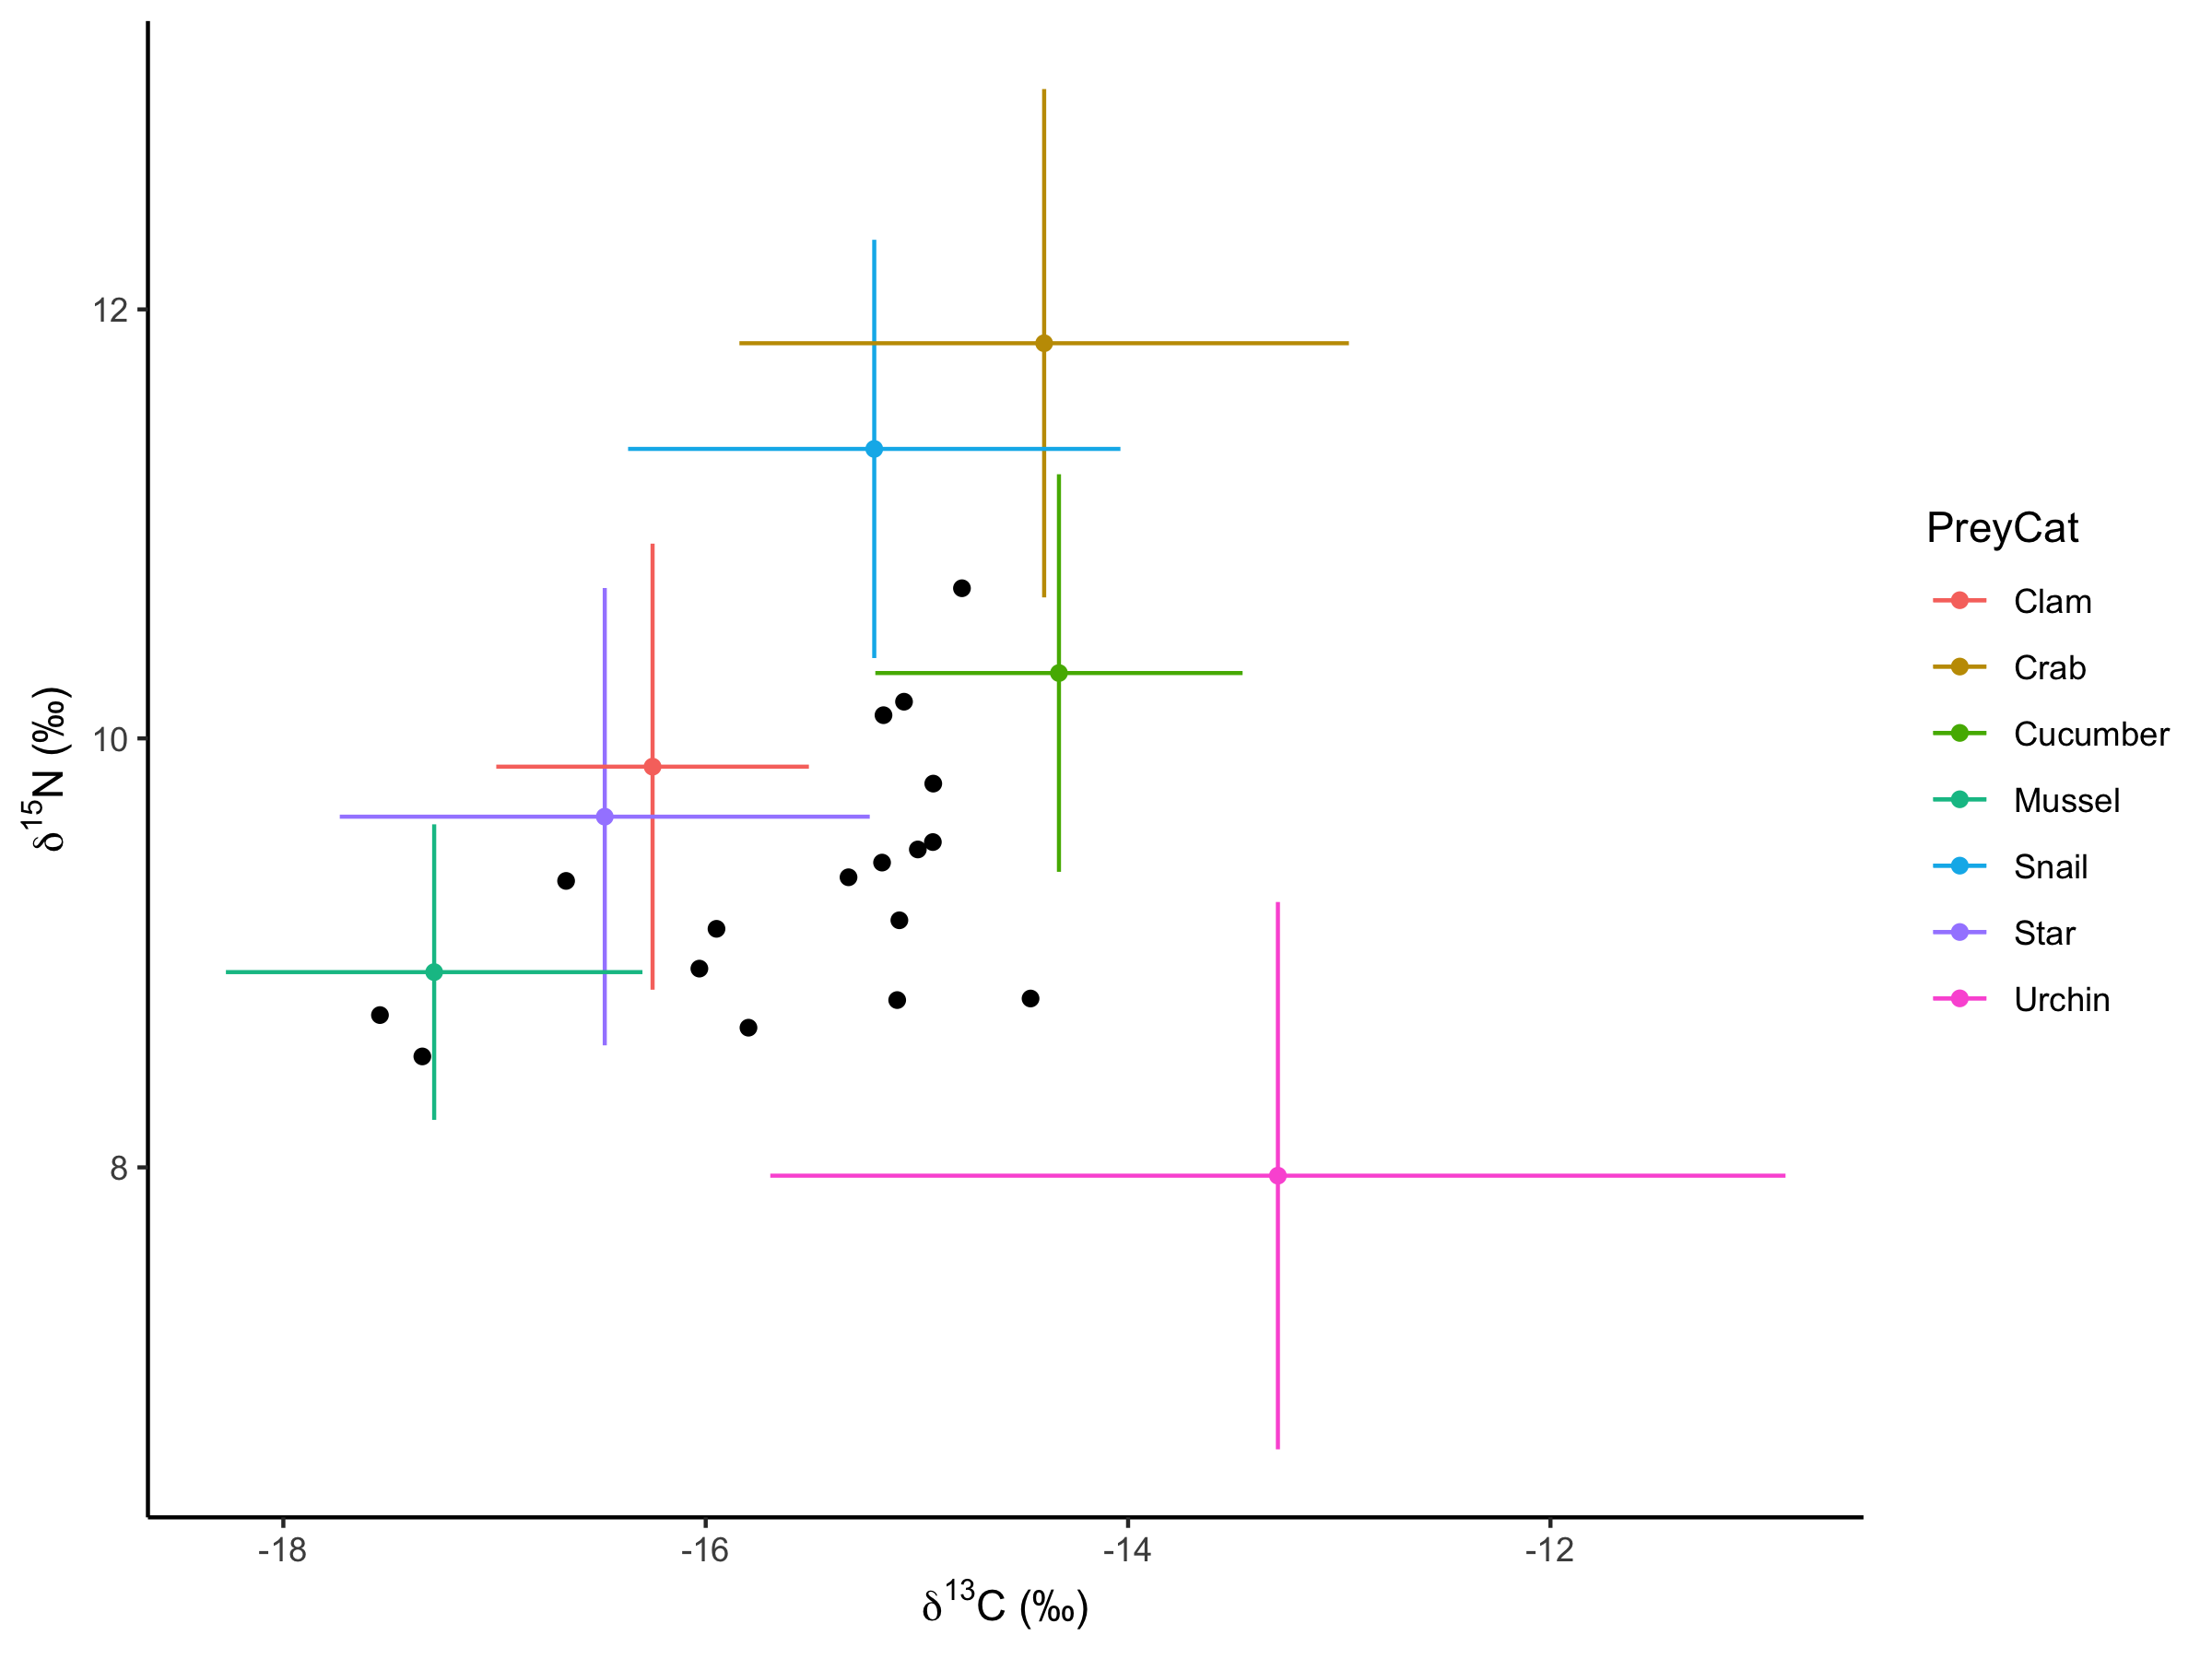 12
10
8
δ15N (‰)
-18
-16
-14
-12
δ13C (‰)
PreyCat
Clam
Crab
Cucumber
Mussel
Snail
Star
Urchin